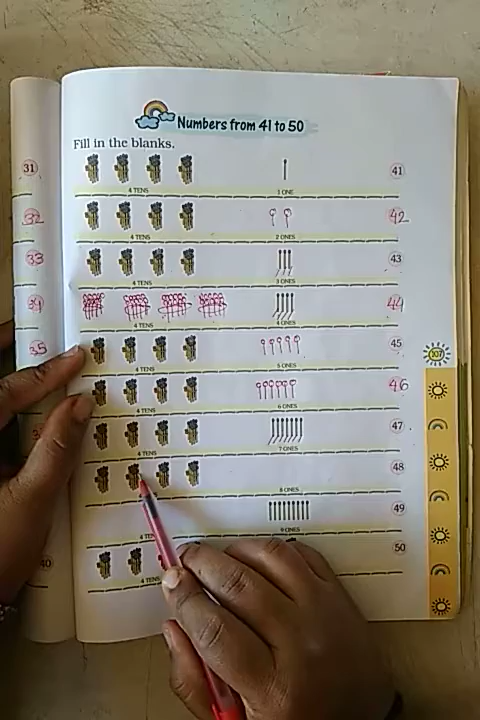 Numbers from 41 to 50
Fill in the blanks.
31
4 TENS 1 ONE 41
32
4 TENS 2 ONES 42
33
4 TENS 3 ONES 43
34
4 TENS 4 ONES 44
35
4 TENS 5 ONES 45
107
4 TENS 6 ONES 46
4 TENS 7 ONES 47
8 ONES 48
9 ONES 49
50
40
4 TENS